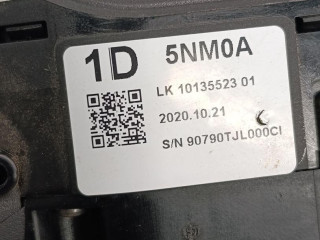 1D 5NM0A
LK 10135523 01
2020.10.21
S/N 90790TJL000CI